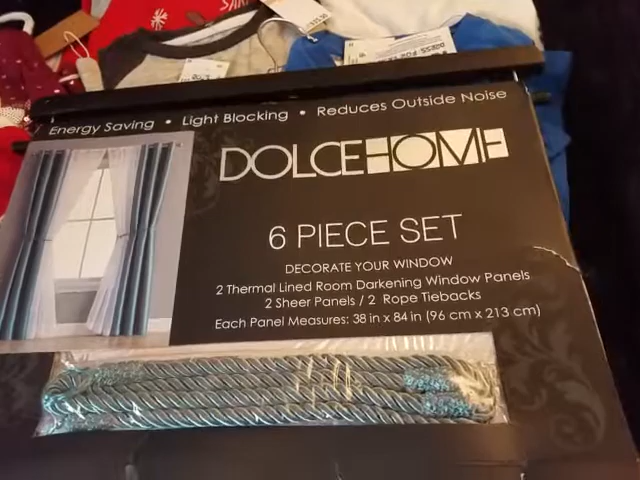 Energy Saving • Light Blocking • Reduces Outside Noise
DOLCEHOME
6 PIECE SET
DECORATE YOUR WINDOW
2 Thermal Lined Room Darkening Window Panels
2 Sheer Panels / 2 Rope Tiebacks
Each Panel Measures: 38 in x 84 in (96 cm x 213 cm)